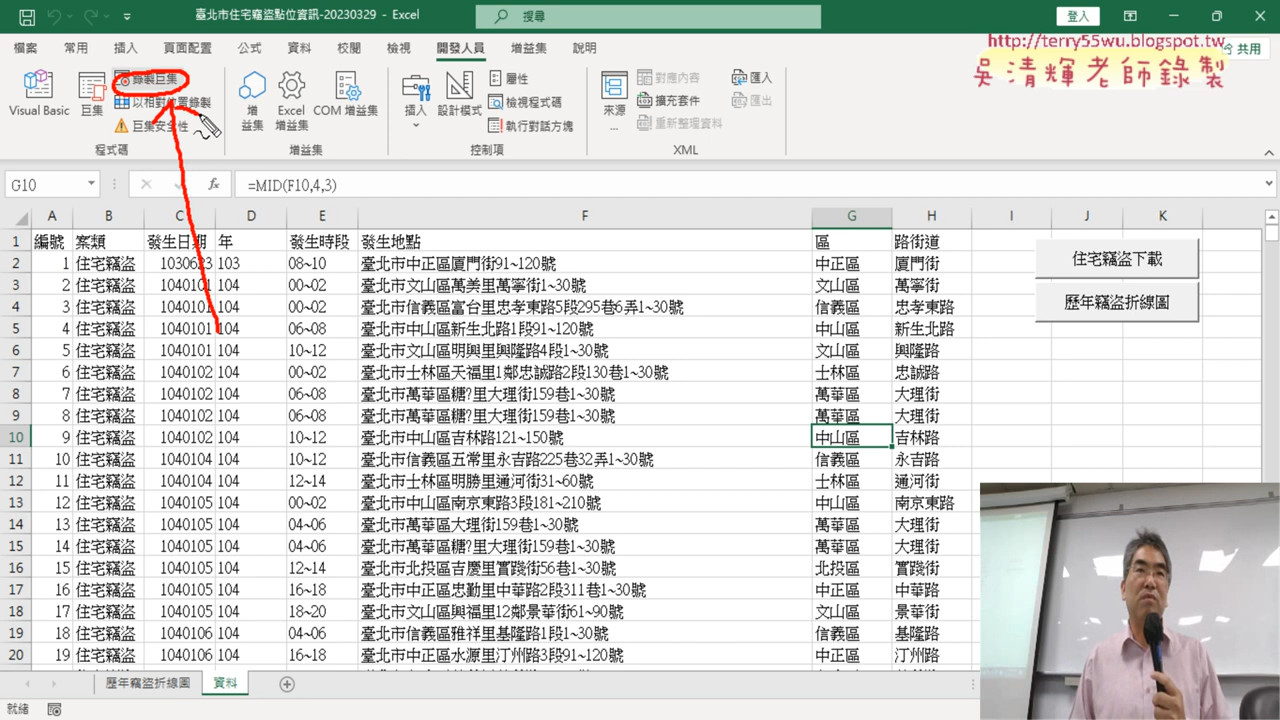 臺北市住宅竊盜點位資訊-20230329 - Excel
搜尋
登入
檔案 常用 插入 頁面配置 公式 資料 校閱 檢視 開發人員 增益集 說明
共用
http://terry55wu.blogspot.tw
吳清輝老師錄製
Visual Basic
巨集
錄製巨集
以相對位置錄製
巨集安全性
程式碼
增益集
Excel 增益集
COM 增益集
增益集
插入
設計模式
屬性
檢視程式碼
執行對話方塊
控制項
來源
...
對應內容
擴充套件
重新整理資料
匯入
匯出
XML
G10
fx
=MID(F10,4,3)
A B C D E F G H I J K
1 編號 案類 發生日期 年 發生時段 發生地點 區 路街道
2 1 住宅竊盜 1030623 103 08~10 臺北市中正區廈門街91~120號 中正區 廈門街
3 2 住宅竊盜 1040101 104 00~02 臺北市文山區萬美里萬寧街1~30號 文山區 萬寧街
4 3 住宅竊盜 1040101 104 00~02 臺北市信義區富台里忠孝東路5段295巷6弄1~30號 信義區 忠孝東路
5 4 住宅竊盜 1040101 104 06~08 臺北市中山區新生北路1段91~120號 中山區 新生北路
6 5 住宅竊盜 1040101 104 10~12 臺北市文山區明興里興隆路4段1~30號 文山區 興隆路
7 6 住宅竊盜 1040102 104 00~02 臺北市士林區天福里1鄰忠誠路2段130巷1~30號 士林區 忠誠路
8 7 住宅竊盜 1040102 104 06~08 臺北市萬華區糖?里大理街159巷1~30號 萬華區 大理街
9 8 住宅竊盜 1040102 104 06~08 臺北市萬華區糖?里大理街159巷1~30號 萬華區 大理街
10 9 住宅竊盜 1040102 104 10~12 臺北市中山區吉林路121~150號 中山區 吉林路
11 10 住宅竊盜 1040104 104 10~12 臺北市信義區五常里永吉路225巷32弄1~30號 信義區 永吉路
12 11 住宅竊盜 1040104 104 12~14 臺北市士林區明勝里通河街31~60號 士林區 通河街
13 12 住宅竊盜 1040105 104 00~02 臺北市中山區南京東路3段181~210號 中山區 南京東路
14 13 住宅竊盜 1040105 104 04~06 臺北市萬華區大理街159巷1~30號 萬華區 大理街
15 14 住宅竊盜 1040105 104 04~06 臺北市萬華區糖?里大理街159巷1~30號 萬華區 大理街
16 15 住宅竊盜 1040105 104 12~14 臺北市北投區吉慶里實踐街56巷1~30號 北投區 實踐街
17 16 住宅竊盜 1040105 104 16~18 臺北市中正區忠勤里中華路2段311巷1~30號 中正區 中華路
18 17 住宅竊盜 1040105 104 18~20 臺北市文山區興福里12鄰景華街61~90號 文山區 景華街
19 18 住宅竊盜 1040106 104 04~06 臺北市信義區雅祥里基隆路1段1~30號 信義區 基隆路
20 19 住宅竊盜 1040106 104 16~18 臺北市中正區水源里汀州路3段91~120號 中正區 汀州路
住宅竊盜下載
歷年竊盜折線圖
歷年竊盜折線圖 資料
就緒